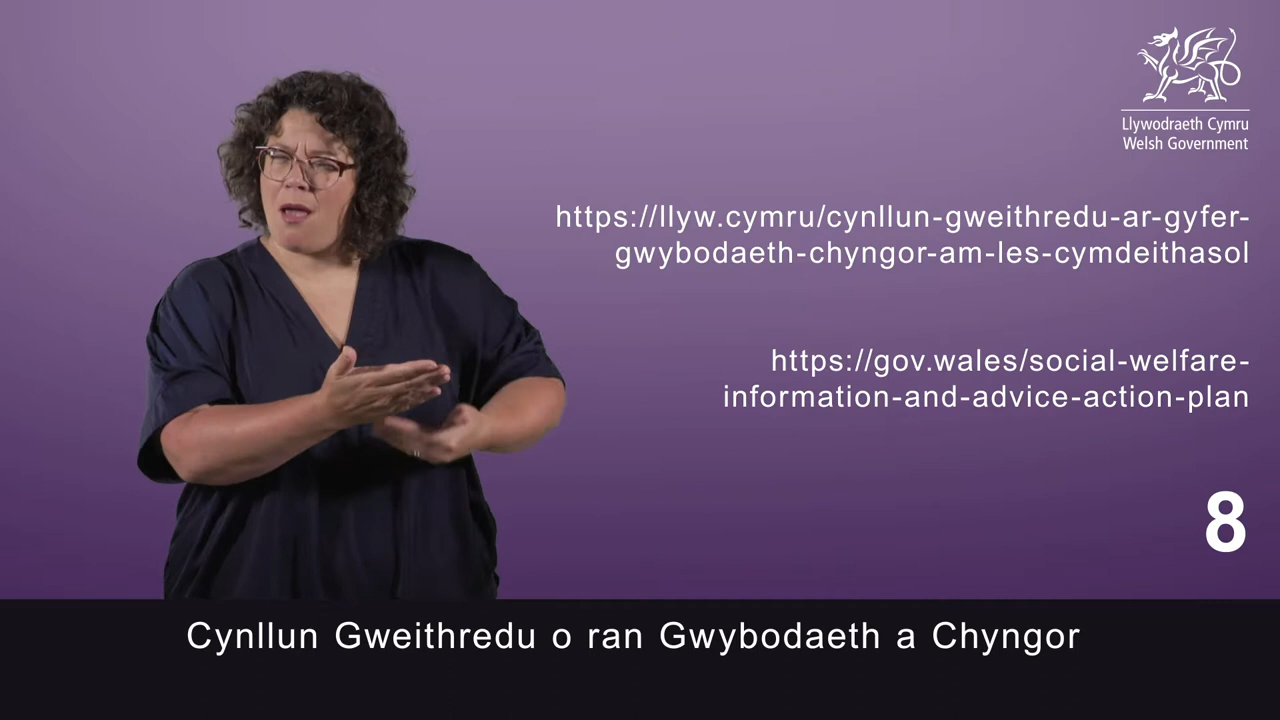 Llywodraeth Cymru
Welsh Government
https://llyw.cymru/cynllun-gweithredu-ar-gyfer-
gwybodaeth-chyngor-am-les-cymdeithasol
https://gov.wales/social-welfare-
information-and-advice-action-plan
8
Cynllun Gweithredu o ran Gwybodaeth a Chyngor